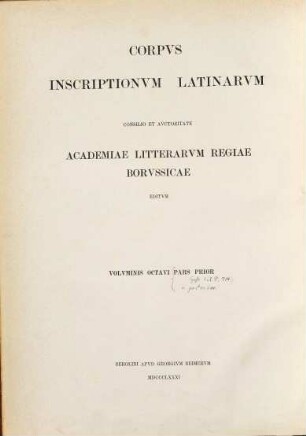 CORPVS
INSCRIPTIONVM LATINARVM
CONSILIO ET AVCTORITATE
ACADEMIAE LITTERARVM REGIAE
BORVSSICAE
EDITVM
VOLVMINIS OCTAVI PARS PRIOR
BEROLINI APVD GEORGIVM REIMERVM
MDCCCLXXXI